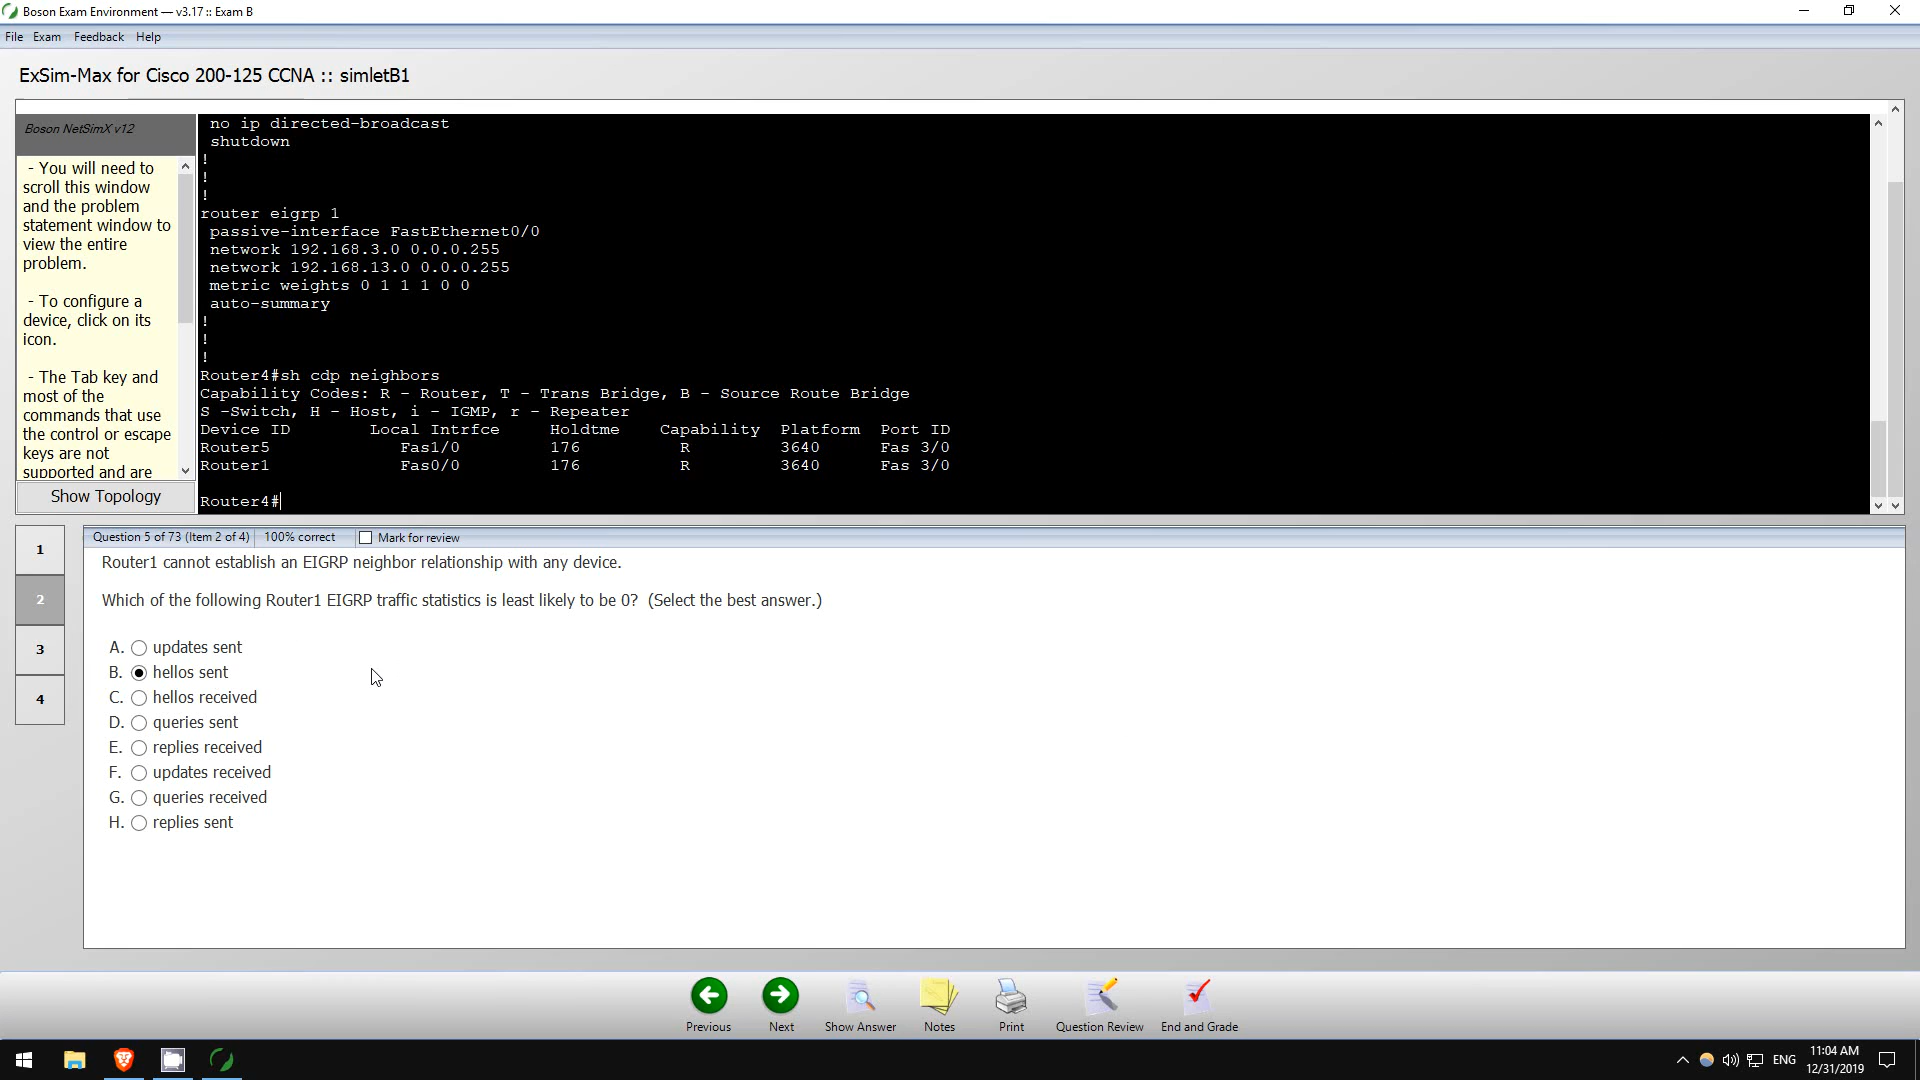 Boson Exam Environment — v3.17 :: Exam B
File Exam Feedback Help
ExSim-Max for Cisco 200-125 CCNA :: simletB1
Boson NetSimX v12
- You will need to
scroll this window
and the problem
statement window to
view the entire
problem.
- To configure a
device, click on its
icon.
- The Tab key and
most of the
commands that use
the control or escape
keys are not
supported and are
Show Topology
no ip directed-broadcast
shutdown
!
!
!
router eigrp 1
passive-interface FastEthernet0/0
network 192.168.3.0 0.0.0.255
network 192.168.13.0 0.0.0.255
metric weights 0 1 1 1 0 0
auto-summary
!
!
!
Router4#sh cdp neighbors
Capability Codes: R - Router, T - Trans Bridge, B - Source Route Bridge
S -Switch, H - Host, i - IGMP, r - Repeater
Device ID Local Intrfce Holdtme Capability Platform Port ID
Router5 Fas1/0 176 R 3640 Fas 3/0
Router1 Fas0/0 176 R 3640 Fas 3/0
Router4#
1
2
3
4
Question 5 of 73 (Item 2 of 4) 100% correct Mark for review
Router1 cannot establish an EIGRP neighbor relationship with any device.
Which of the following Router1 EIGRP traffic statistics is least likely to be 0? (Select the best answer.)
A. updates sent
B. hellos sent
C. hellos received
D. queries sent
E. replies received
F. updates received
G. queries received
H. replies sent
Previous Next Show Answer Notes Print Question Review End and Grade
ENG 11:04 AM
12/31/2019